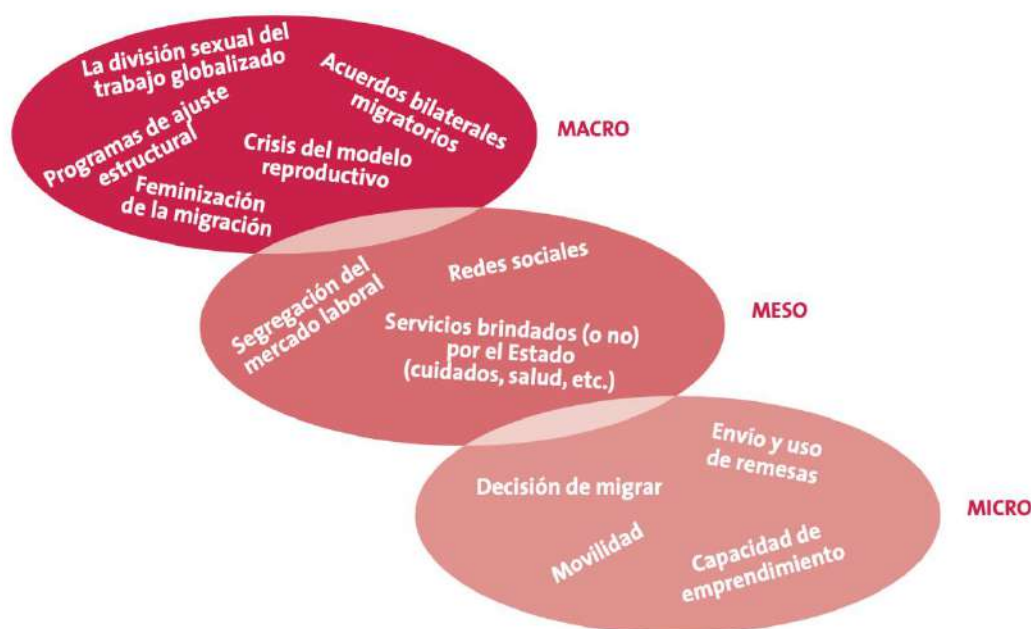 La división sexual del
trabajo globalizado
Acuerdos bilaterales
migratorios
Programas de ajuste
estructural
Crisis del modelo
reproductivo
Feminización
de la migración
MACRO
Segregación del
mercado laboral
Redes sociales
Servicios brindados (o no)
por el Estado
(cuidados, salud, etc.)
MESO
Envío y uso
de remesas
Decisión de migrar
Movilidad
Capacidad de
emprendimiento
MICRO